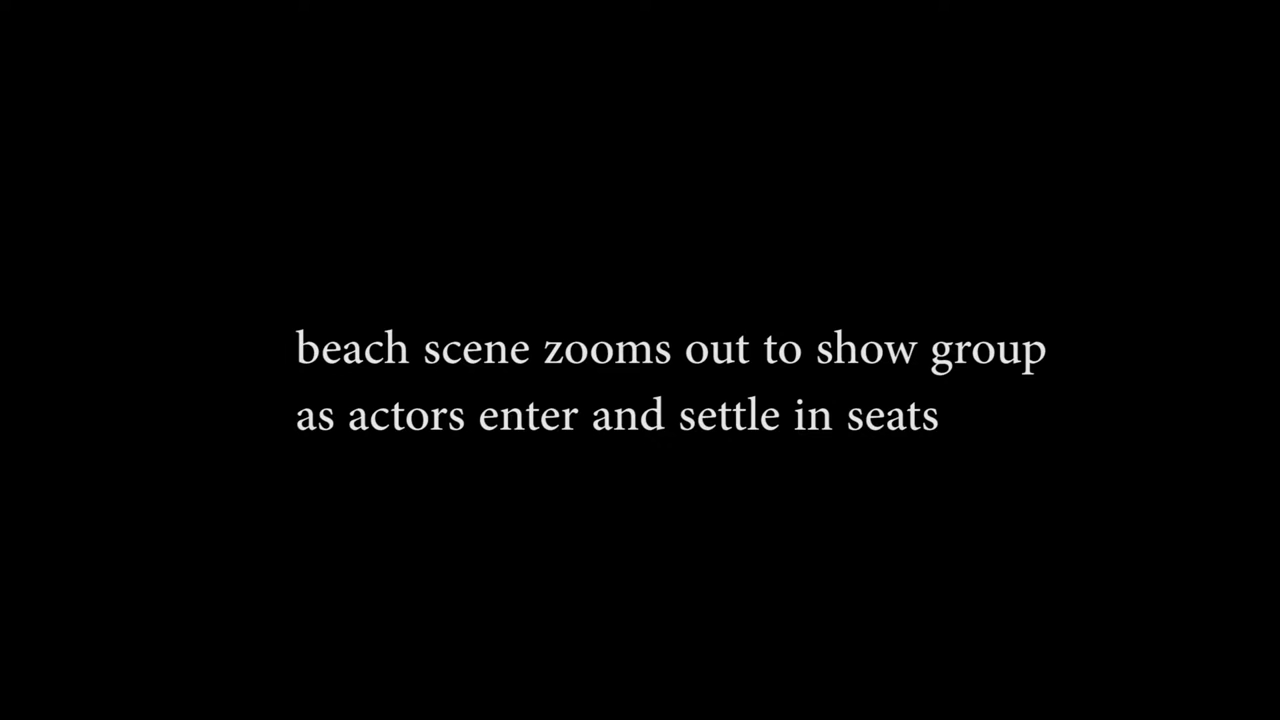 beach scene zooms out to show group
as actors enter and settle in seats